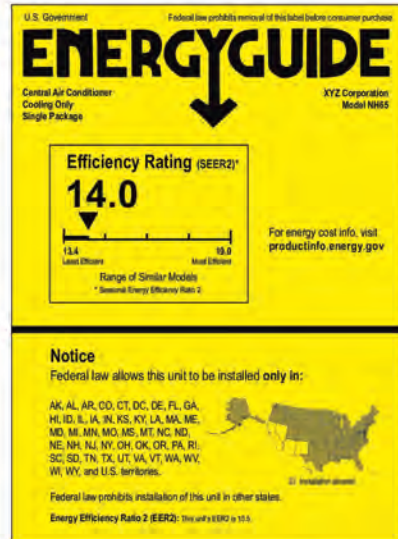 U.S. Government Federal law prohibits removal of this label before consumer purchase
ENERGYGUIDE
Central Air Conditioner
Cooling Only
Single Package
XYZ Corporation
Model NH65
Efficiency Rating (SEER2)*
14.0
13.4
Least Efficient
19.0
Most Efficient
Range of Similar Models
* Seasonal Energy Efficiency Ratio 2
For energy cost info, visit
productinfo.energy.gov
Notice
Federal law allows this unit to be installed only in:
AK, AL, AR, CO, CT, DC, DE, FL, GA,
HI, ID, IL, IA, IN, KS, KY, LA, MA, ME,
MD, MI, MN, MO, MS, MT, NC, ND,
NE, NH, NJ, NY, OH, OK, OR, PA, RI,
SC, SD, TN, TX, UT, VA, VT, WA, WV,
WI, WY, and U.S. territories.
Installation allowed
Federal law prohibits installation of this unit in other states.
Energy Efficiency Ratio 2 (EER2): This unit's EER2 is 10.5.